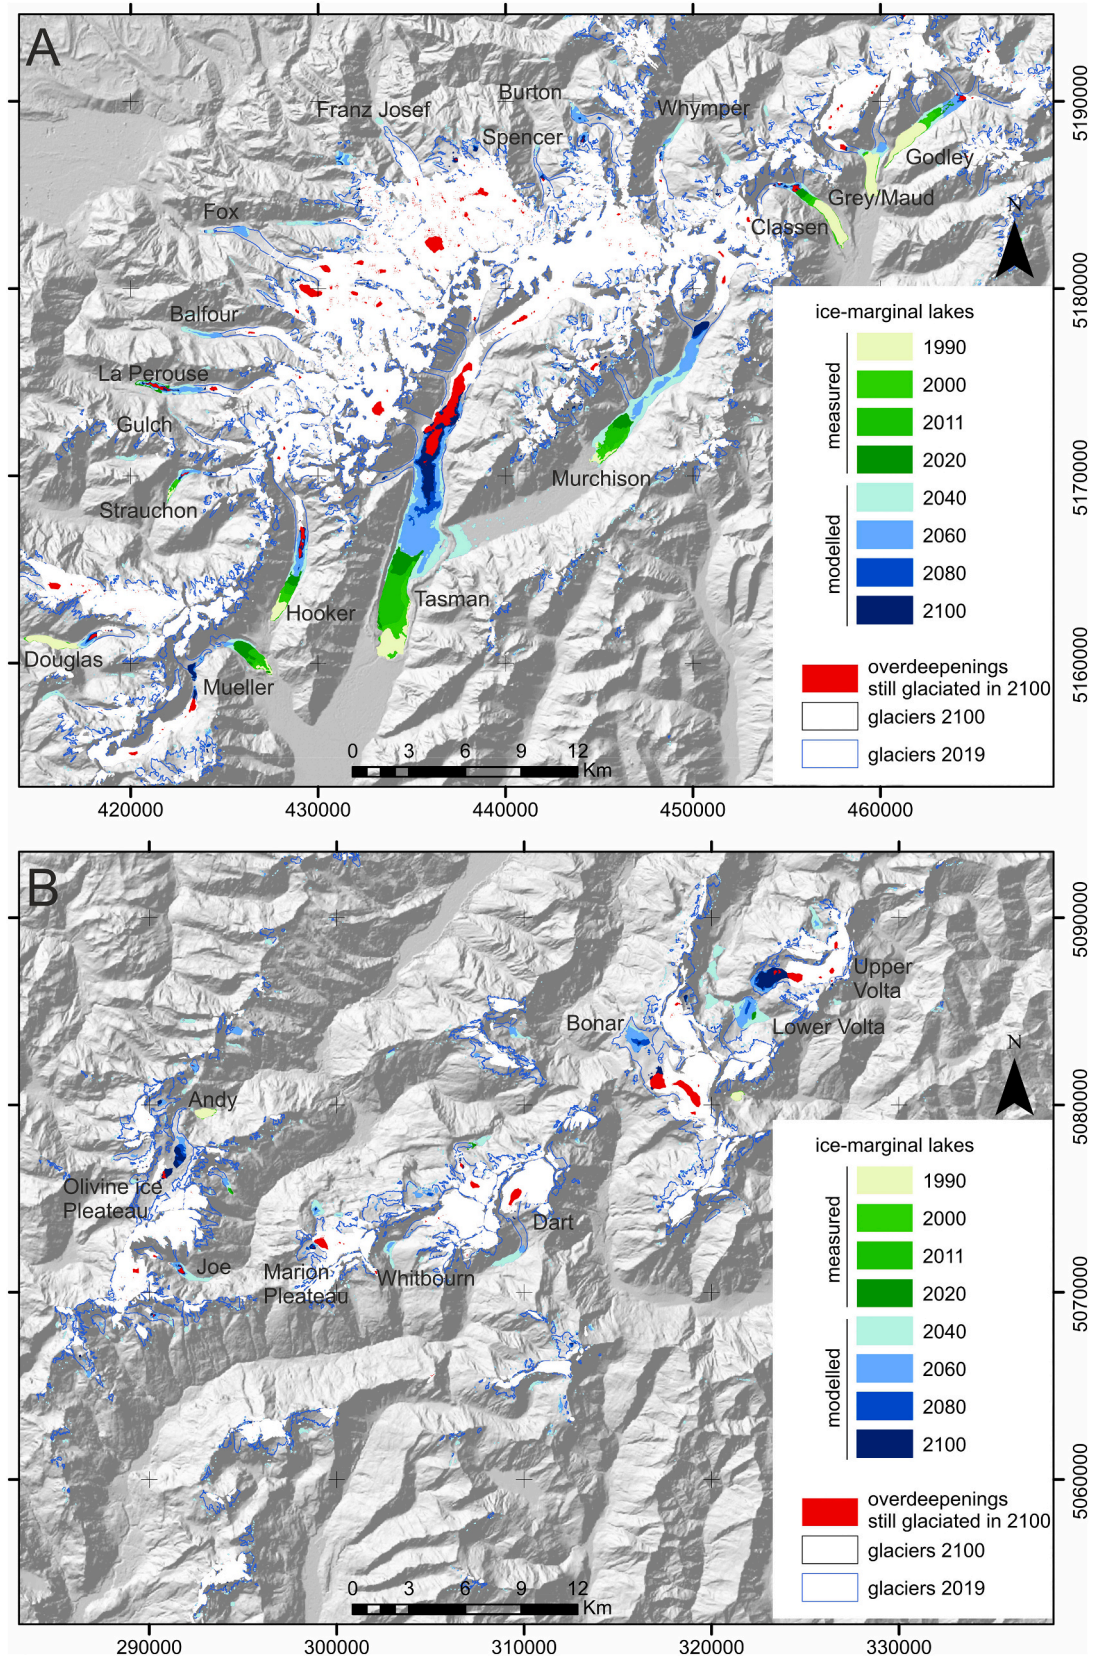 A
Burton
Franz Josef
Whymper
Spencer
Godley
Grey/Maud
Fox
Classen
N
Balfour
La Perouse
Gulch
Murchison
Strauchon
Tasman
Hooker
Douglas
Mueller
ice-marginal lakes
measured
1990
2000
2011
2020
modelled
2040
2060
2080
2100
overdeepenings
still glaciated in 2100
glaciers 2100
glaciers 2019
0 3 6 9 12
Km
420000 430000 440000 450000 460000
5190000
5180000
5170000
5160000
B
Upper
Volta
Bonar
Lower Volta
N
Andy
Olivine ice
Pleateau
Dart
Joe
Marion
Pleateau
Whitbourn
ice-marginal lakes
measured
1990
2000
2011
2020
modelled
2040
2060
2080
2100
overdeepenings
still glaciated in 2100
glaciers 2100
glaciers 2019
0 3 6 9 12
Km
290000 300000 310000 320000 330000
5090000
5080000
5070000
5060000